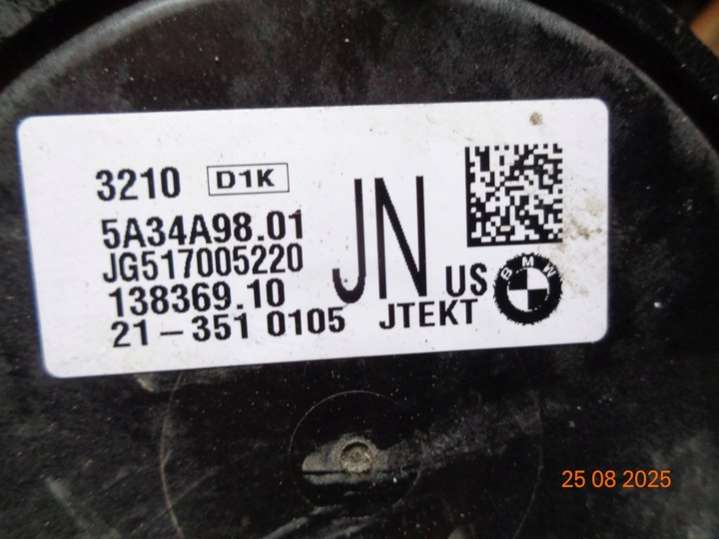 3210 D1K
5A34A98.01
JG517005220
138369.10
21-351 0105
JN
US
BMW
JTEKT
25 08 2025